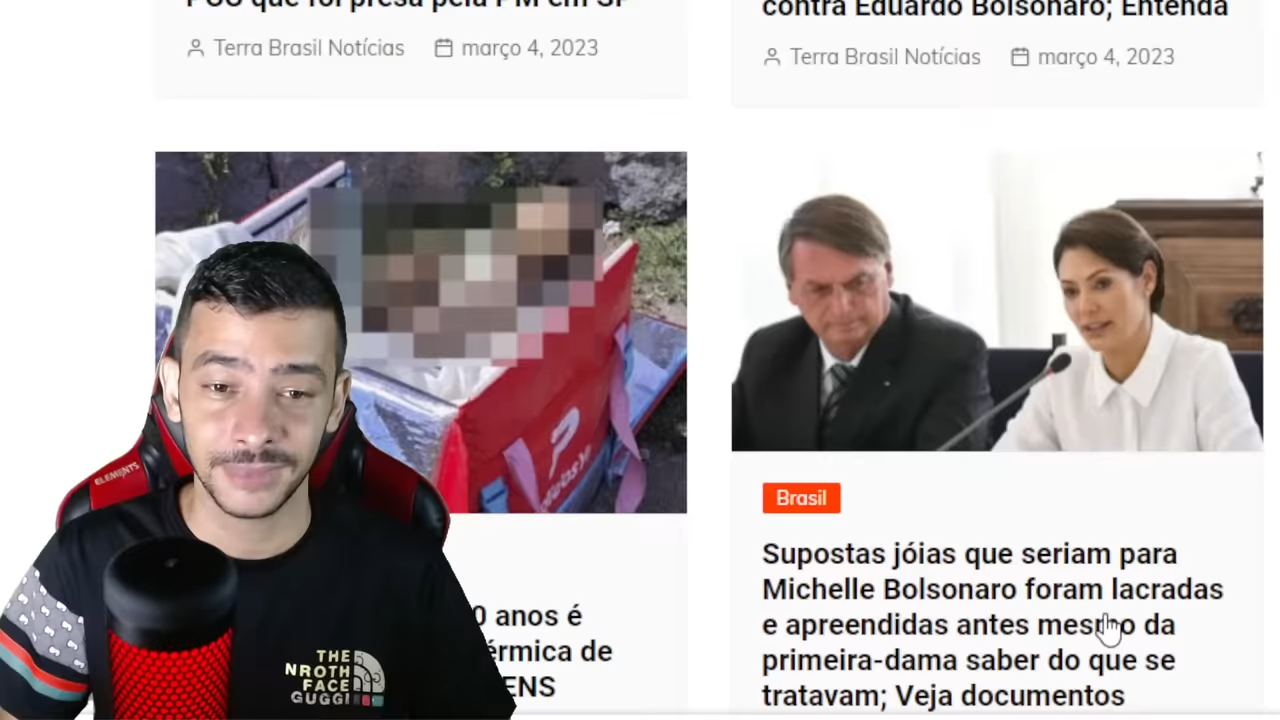 contra Eduardo Bolsonaro; Entenda
Terra Brasil Notícias março 4, 2023
Terra Brasil Notícias março 4, 2023
ELEMENTS
Brasil
Supostas jóias que seriam para
Michelle Bolsonaro foram lacradas
e apreendidas antes mesmo da
primeira-dama saber do que se
tratavam; Veja documentos
0 anos é
érmica de
ENS
THE
NROTH
FACE
GUGGI